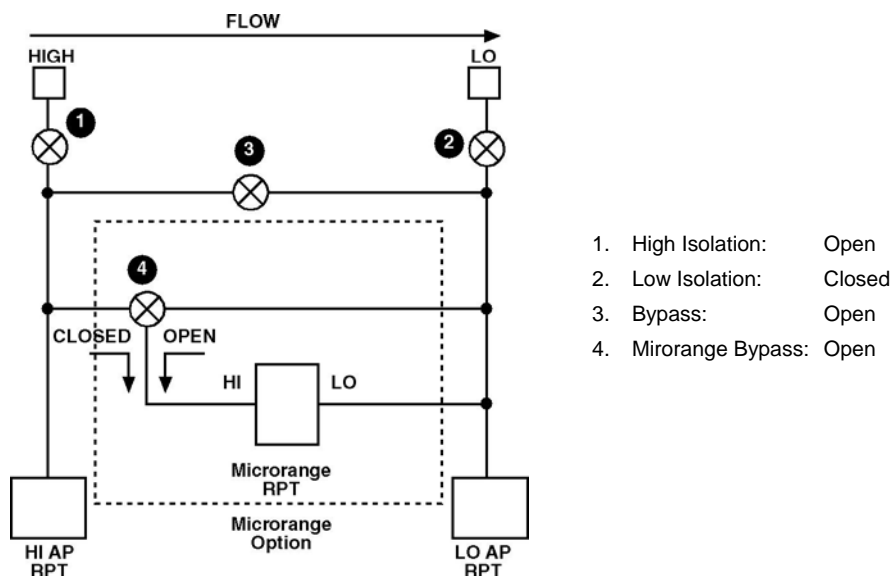 FLOW
HIGH
LO
1
2
3
4
CLOSED
OPEN
HI
LO
Microrange
RPT
Microrange
Option
HI AP
RPT
LO AP
RPT
1. High Isolation: Open
2. Low Isolation: Closed
3. Bypass: Open
4. Mirorange Bypass: Open